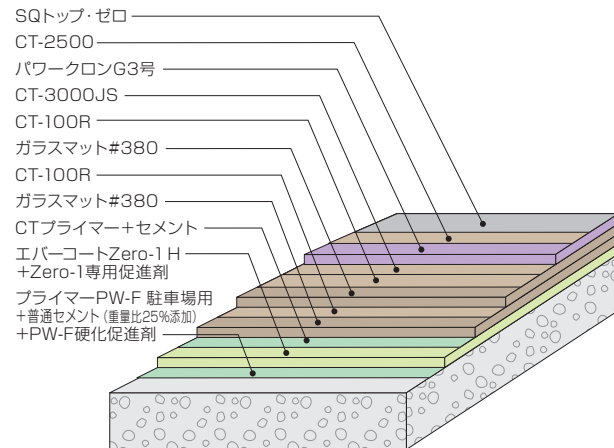 SQトップ・ゼロ
CT-2500
パワークロンG3号
CT-3000JS
CT-100R
ガラスマット#380
CT-100R
ガラスマット#380
CTプライマー+セメント
エバーコートZero-1 H
+Zero-1専用促進剤
プライマーPW-F 駐車場用
+普通セメント(重量比25%添加)
+PW-F硬化促進剤